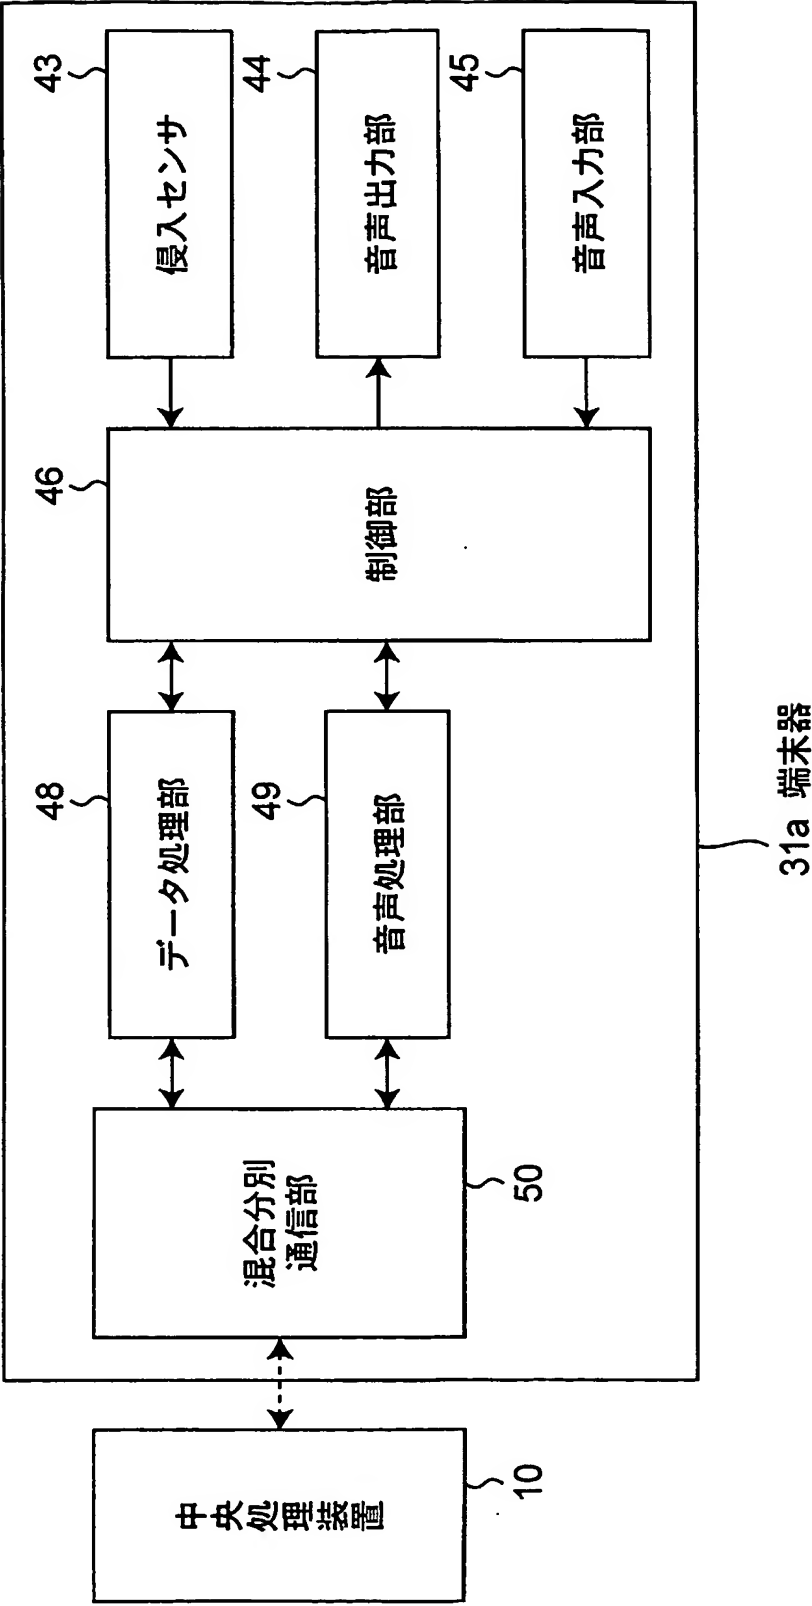 中央処理装置
10
混合分別
通信部
50
データ処理部
48
音声処理部
49
制御部
46
侵入センサ
43
音声出力部
44
音声入力部
45
31a 端末器